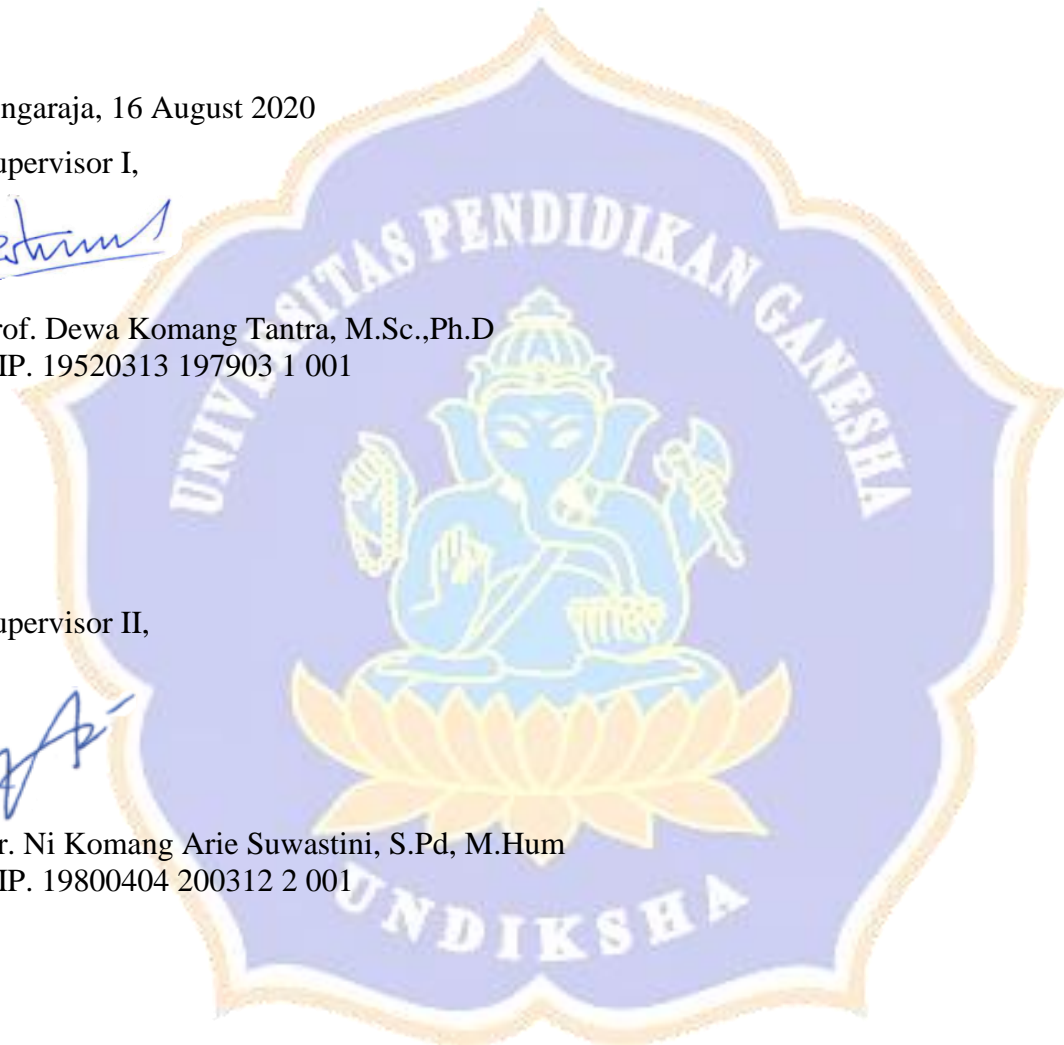 ngaraja, 16 August 2020
upervisor I,
rof. Dewa Komang Tantra, M.Sc.,Ph.D
IP. 19520313 197903 1 001
UNIVERSITAS PENDIDIKAN GANESHA
upervisor II,
r. Ni Komang Arie Suwastini, S.Pd, M.Hum
IP. 19800404 200312 2 001
UNDIKSHA